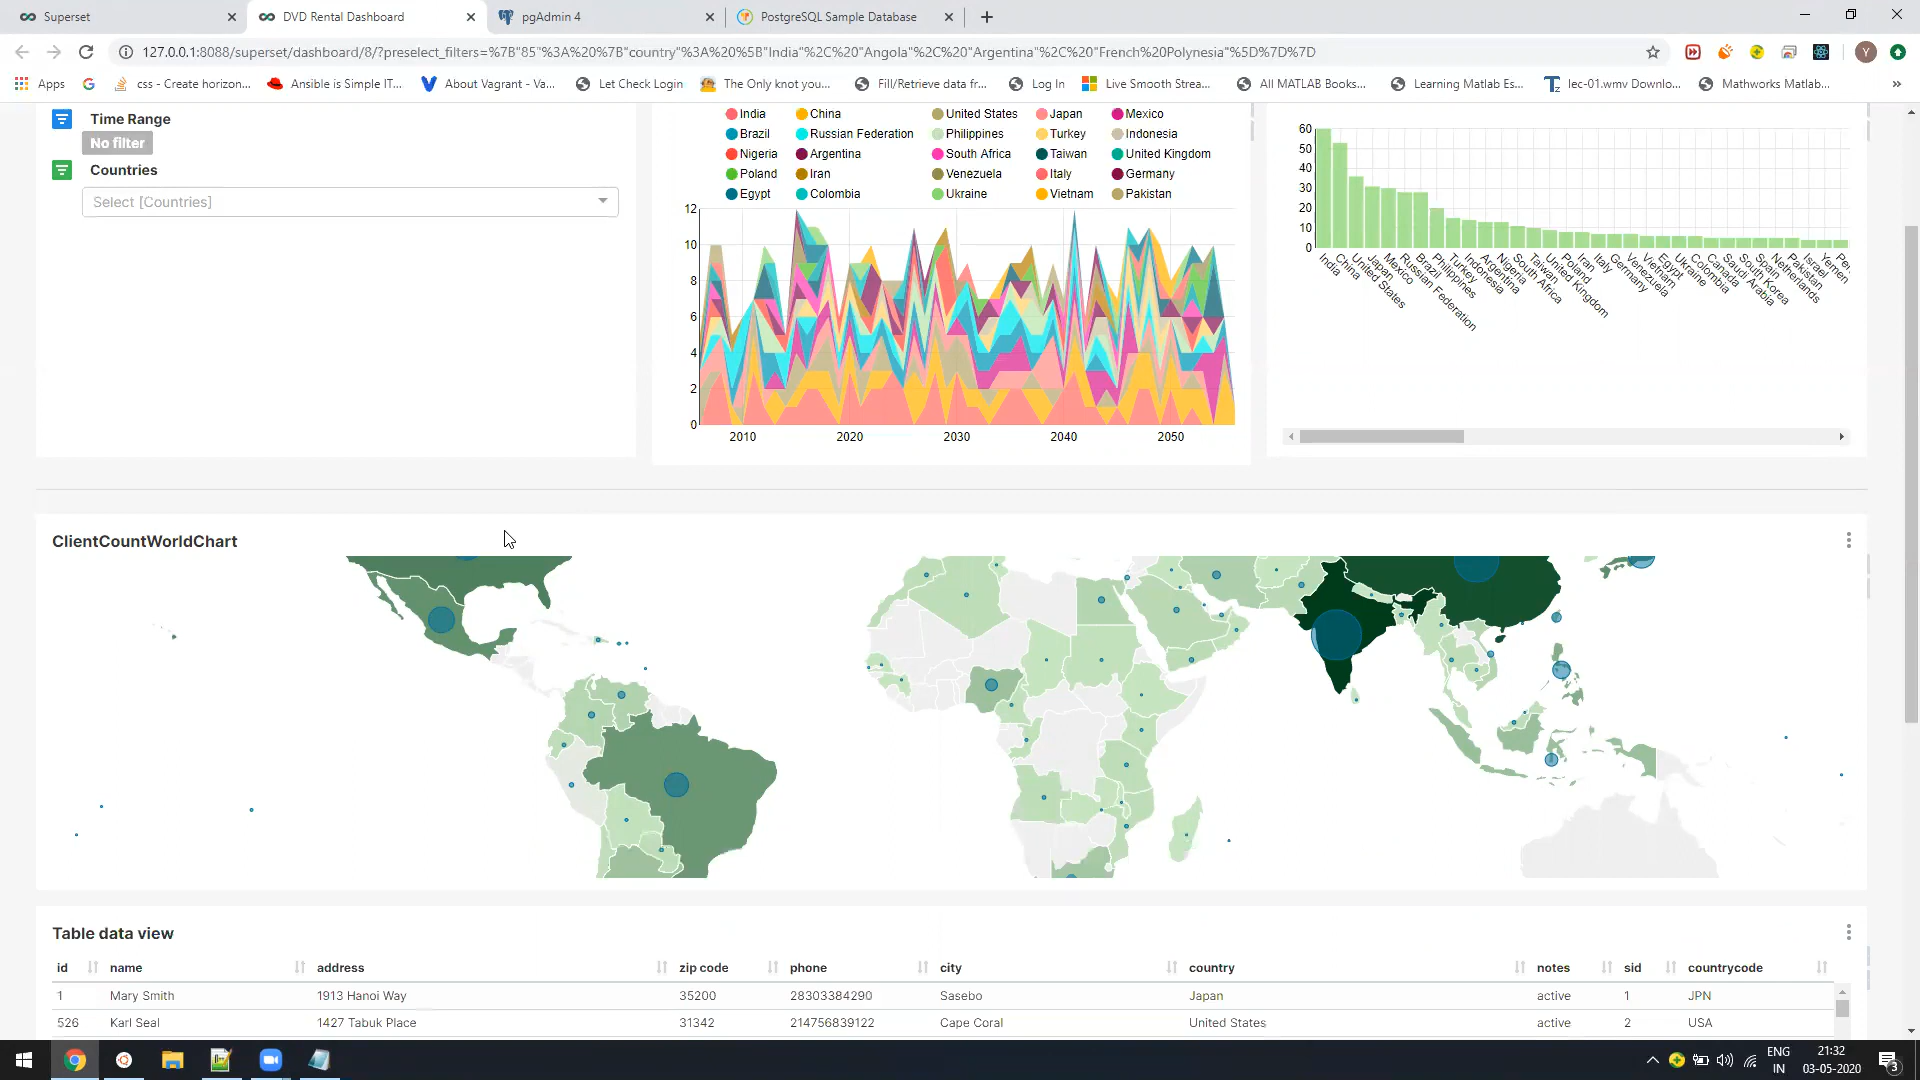 Superset
DVD Rental Dashboard
pgAdmin 4
PostgreSQL Sample Database
127.0.0.1:8088/superset/dashboard/8/?preselect_filters=%7B"85"%3A%20%7B"country"%3A%20%5B"India"%2C%20"Angola"%2C%20"Argentina"%2C%20"French%20Polynesia"%5D%7D%7D
Y
Apps
css - Create horizon...
Ansible is Simple IT...
About Vagrant - Va...
Let Check Login
The Only knot you...
Fill/Retrieve data fr...
Log In
Live Smooth Strea...
All MATLAB Books...
Learning Matlab Es...
lec-01.wmv Downlo...
Mathworks Matlab...
»
Time Range
No filter
Countries
Select [Countries]
India China United States Japan Mexico
Brazil Russian Federation Philippines Turkey Indonesia
Nigeria Argentina South Africa Taiwan United Kingdom
Poland Iran Venezuela Italy Germany
Egypt Colombia Ukraine Vietnam Pakistan
12
10
8
6
4
2
0
2010 2020 2030 2040 2050
60
50
40
30
20
10
0
India
China
United States
Japan
Mexico
Russian Federation
Brazil
Philippines
Turkey
Indonesia
Argentina
Nigeria
South Africa
Taiwan
United Kingdom
Poland
Iran
Italy
Germany
Venezuela
Vietnam
Egypt
Ukraine
Colombia
Canada
Saudi Arabia
South Korea
Spain
Netherlands
Pakistan
Israel
Yemen
ClientCountWorldChart
Table data view
id name address zip code phone city country notes sid countrycode
1 Mary Smith 1913 Hanoi Way 35200 28303384290 Sasebo Japan active 1 JPN
526 Karl Seal 1427 Tabuk Place 31342 214756839122 Cape Coral United States active 2 USA
ENG
IN
21:32
03-05-2020
3